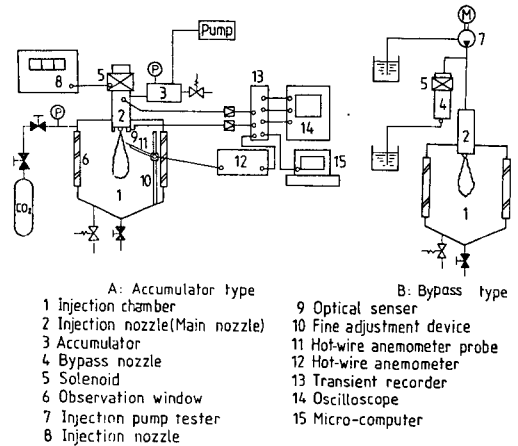 Pump
P
P
M
7
5
8
3
13
5
2
4
14
9
11
2
6
12
15
10
1
1
CO₂
A: Accumulator type
B: Bypass type
1 Injection chamber
2 Injection nozzle(Main nozzle)
3 Accumulator
4 Bypass nozzle
5 Solenoid
6 Observation window
7 Injection pump tester
8 Injection nozzle
9 Optical senser
10 Fine adjustment device
11 Hot-wire anemometer probe
12 Hot-wire anemometer
13 Transient recorder
14 Oscilloscope
15 Micro-computer